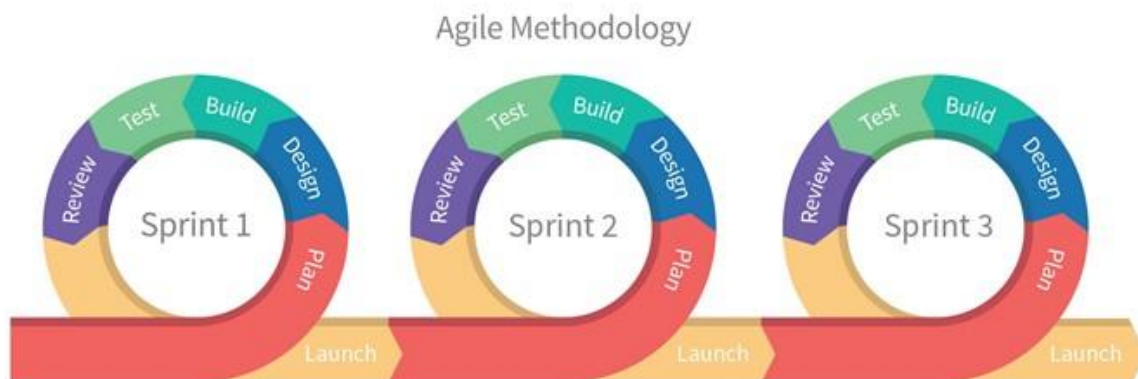 Agile Methodology
Sprint 1
Plan
Design
Build
Test
Review
Launch
Sprint 2
Plan
Design
Build
Test
Review
Launch
Sprint 3
Plan
Design
Build
Test
Review
Launch